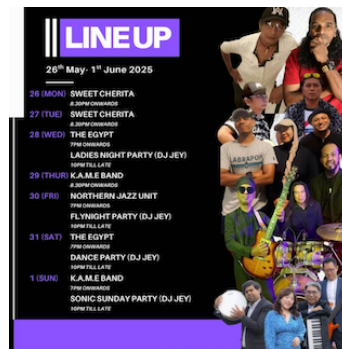 LINE UP
26th May- 1st June 2025
26 (MON) SWEET CHERITA
8.30PM ONWARDS
27 (TUE) SWEET CHERITA
8.30PM ONWARDS
28 (WED) THE EGYPT
7PM ONWARDS
LADIES NIGHT PARTY (DJ JEY)
10PM TILL LATE
29 (THUR) K.A.M.E BAND
8.30PM ONWARDS
30 (FRI) NORTHERN JAZZ UNIT
7PM ONWARDS
FLYNIGHT PARTY (DJ JEY)
10PM TILL LATE
31 (SAT) THE EGYPT
7PM ONWARDS
DANCE PARTY (DJ JEY)
10PM TILL LATE
1 (SUN) K.A.M.E BAND
7PM ONWARDS
SONIC SUNDAY PARTY (DJ JEY)
10PM TILL LATE